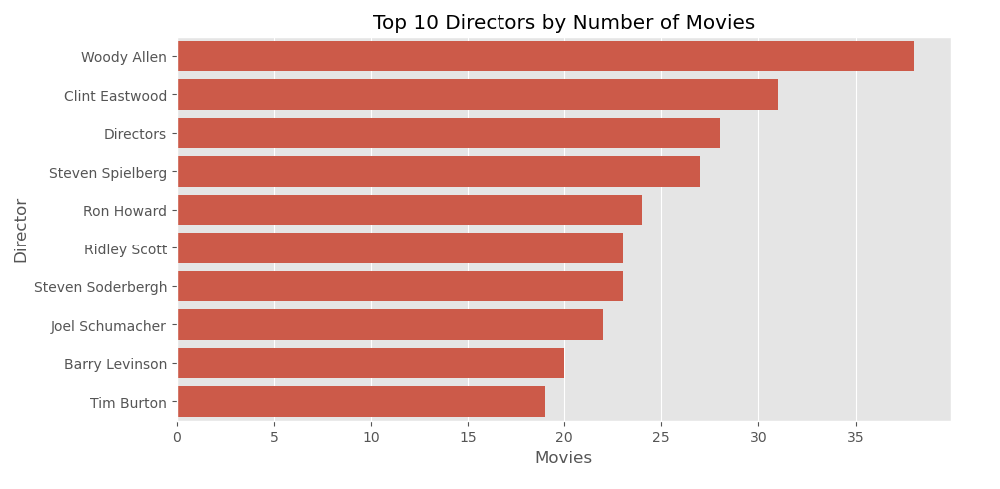 Top 10 Directors by Number of Movies
Director
Woody Allen
Clint Eastwood
Directors
Steven Spielberg
Ron Howard
Ridley Scott
Steven Soderbergh
Joel Schumacher
Barry Levinson
Tim Burton
0 5 10 15 20 25 30 35
Movies